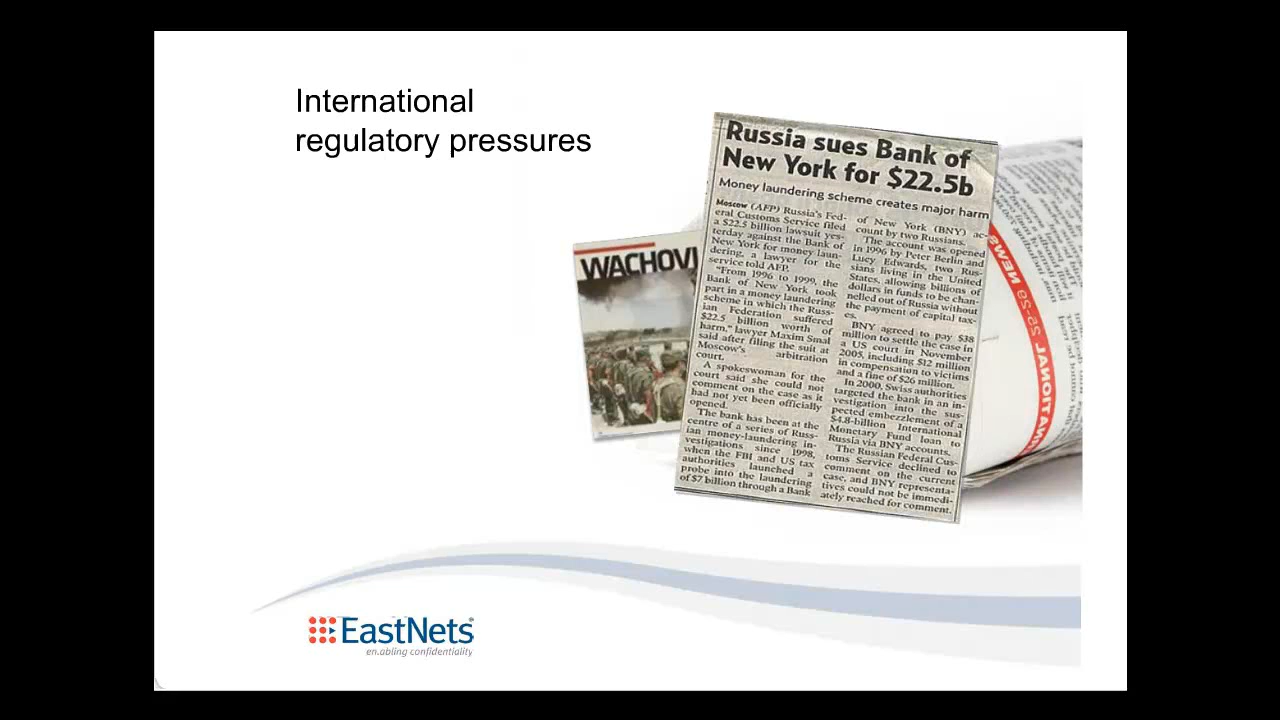 International
regulatory pressures
WACHOVI
Russia sues Bank of
New York for $22.5b
Money laundering scheme creates major harm
Moscow (AFP) Russia's Fed-
eral Customs Service filed
a $22.5 billion lawsuit yes-
terday against the Bank of
New York for money laun-
dering, a lawyer for the
service told AFP.
"From 1996 to 1999, the
Bank of New York took
part in a money laundering
scheme in which the Russ-
ian Federation suffered
$22.5 billion worth of
harm," lawyer Maxim Smal
said after filing the suit at
Moscow's arbitration
court.
A spokeswoman for the
court said she could not
comment on the case as it
had not yet been officially
opened.
The bank has been at the
centre of a series of Russ-
ian money-laundering in-
vestigations since 1998,
when the FBI and US tax
authorities launched a
probe into the laundering
of $7 billion through a Bank
of New York (BNY) ac-
count by two Russians.
The account was opened
in 1996 by Peter Berlin and
Lucy Edwards, two Rus-
sians living in the United
States, allowing billions of
dollars in funds to be chan-
nelled out of Russia without
the payment of capital tax-
es.
BNY agreed to pay $38
million to settle the case in
a US court in November
2005, including $12 million
in compensation to victims
and a fine of $26 million.
In 2000, Swiss authorities
targeted the bank in an in-
vestigation into the sus-
pected embezzlement of a
$4.8-billion International
Monetary Fund loan to
Russia via BNY accounts.
The Russian Federal Cus-
toms Service declined to
comment on the current
case, and BNY representa-
tives could not be immedi-
ately reached for comment.
EastNets®
en.abling confidentiality